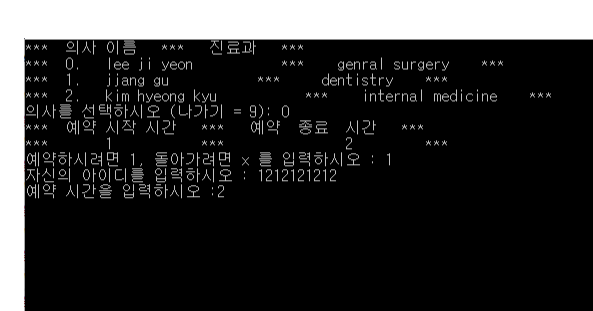 *** 의사 이름 *** 진료과 ***
*** 0. lee ji yeon *** genral surgery ***
*** 1. jjang gu *** dentistry ***
*** 2. kim hyeong kyu *** internal medicine ***
의사를 선택하시오 (나가기 = 9): 0
*** 예약 시작 시간 *** 예약 종료 시간 ***
*** 1 *** 2 ***
예약하시려면 1, 돌아가려면 x 를 입력하시오 : 1
자신의 아이디를 입력하시오 : 1212121212
예약 시간을 입력하시오 :2